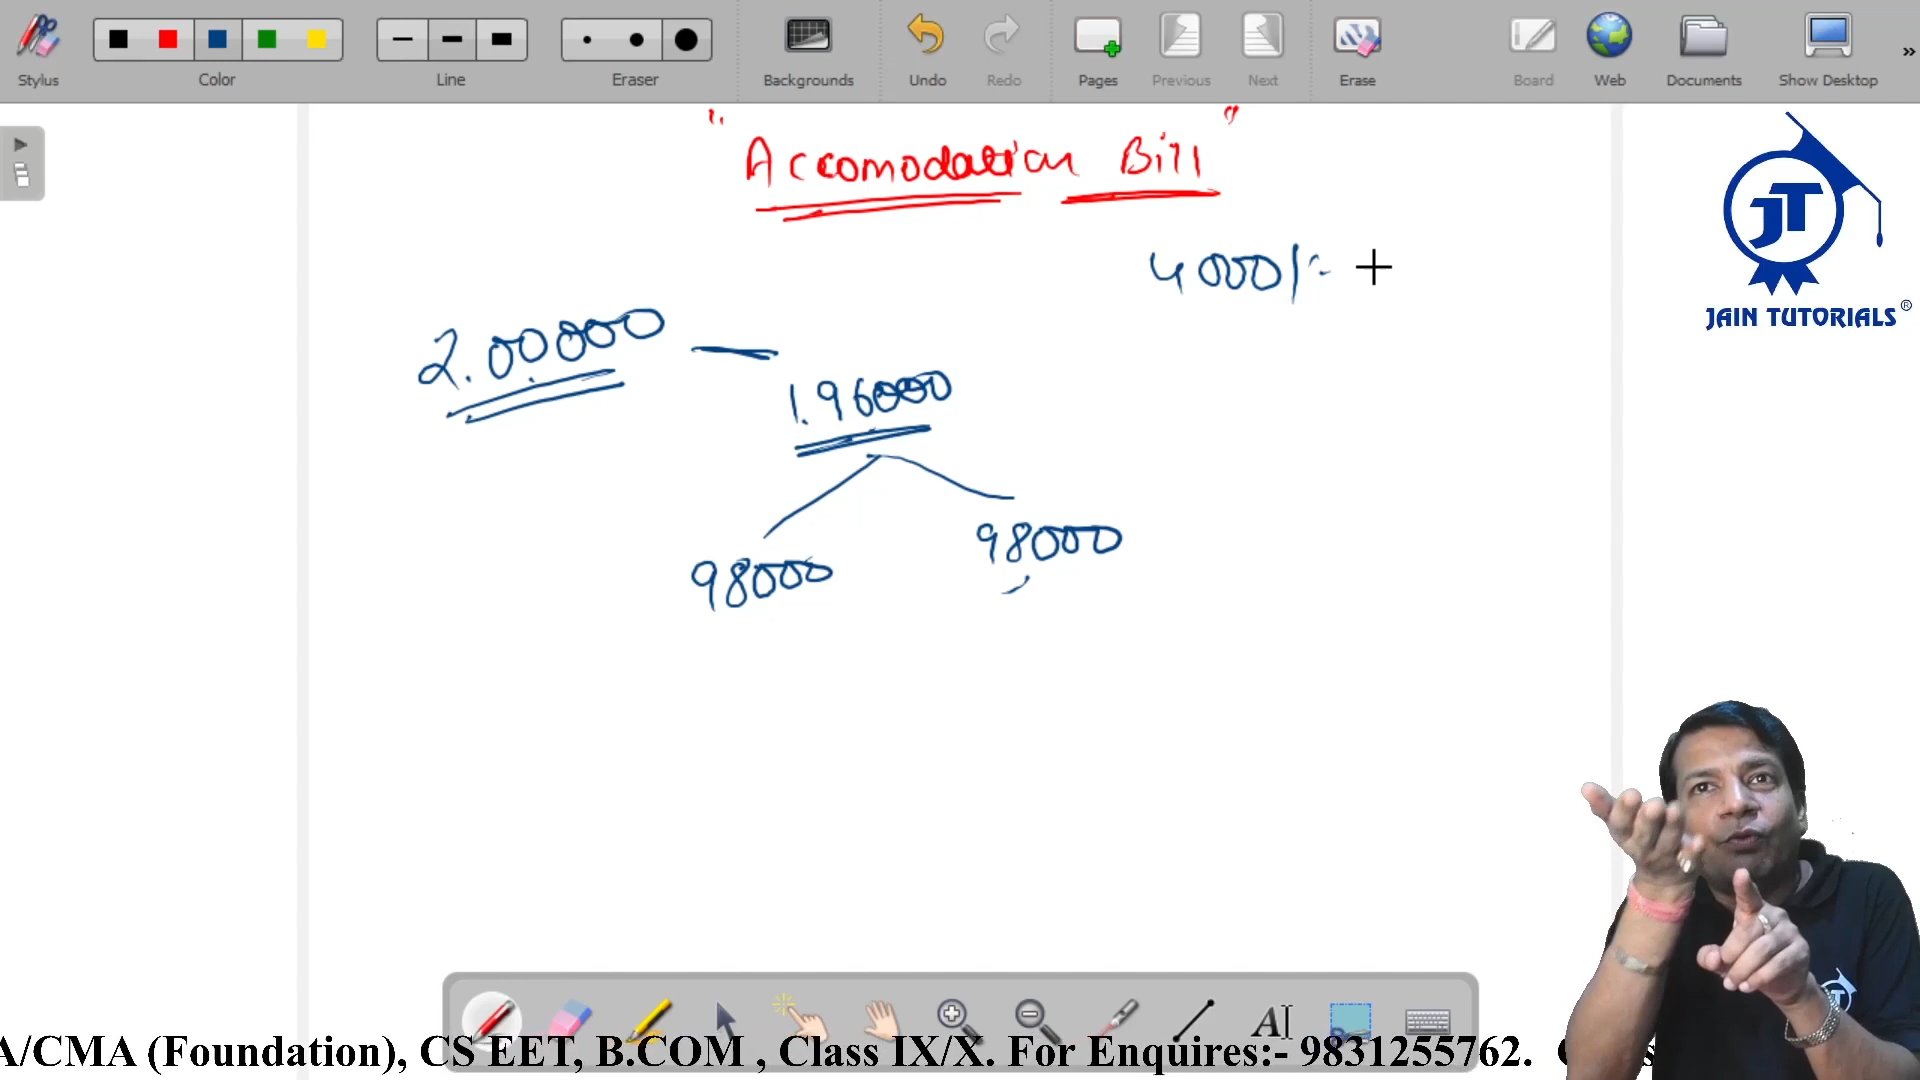 Stylus
Color
Line
Eraser
Backgrounds
Undo
Redo
Pages
Previous
Next
Erase
Board
Web
Documents
Show Desktop
»
"Accomodation Bill"
JT
JAIN TUTORIALS®
4000/=
2.00000 —
1.96000
98000
98000
A/CMA (Foundation), CS EET, B.COM , Class IX/X. For Enquires:- 9831255762.